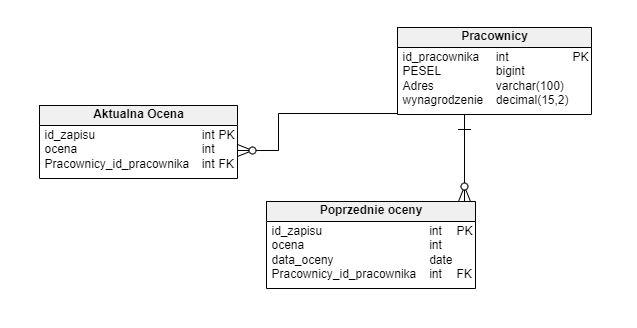 Pracownicy
id_pracownika int PK
PESEL bigint
Adres varchar(100)
wynagrodzenie decimal(15,2)
Aktualna Ocena
id_zapisu int PK
ocena int
Pracownicy_id_pracownika int FK
Poprzednie oceny
id_zapisu int PK
ocena int
data_oceny date
Pracownicy_id_pracownika int FK